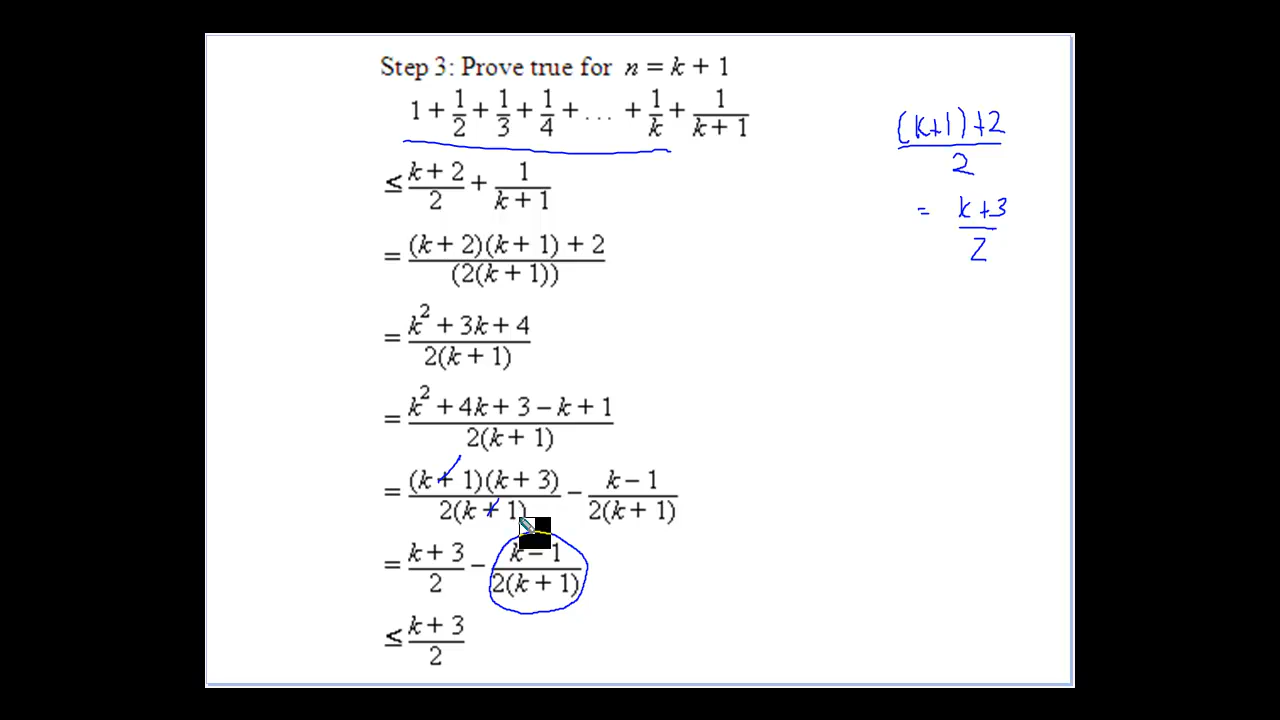 Step 3: Prove true for n = k + 1
1 + 1/2 + 1/3 + 1/4 + ... + 1/k + 1/(k + 1)
≤ (k + 2)/2 + 1/(k + 1)
= ((k + 2)(k + 1) + 2)/((2(k + 1)))
= (k² + 3k + 4)/(2(k + 1))
= (k² + 4k + 3 – k + 1)/(2(k + 1))
= ((k + 1)(k + 3))/(2(k + 1)) – (k – 1)/(2(k + 1))
= (k + 3)/2 – (k – 1)/(2(k + 1))
≤ (k + 3)/2
((k+1)+2)/2
= (k+3)/2